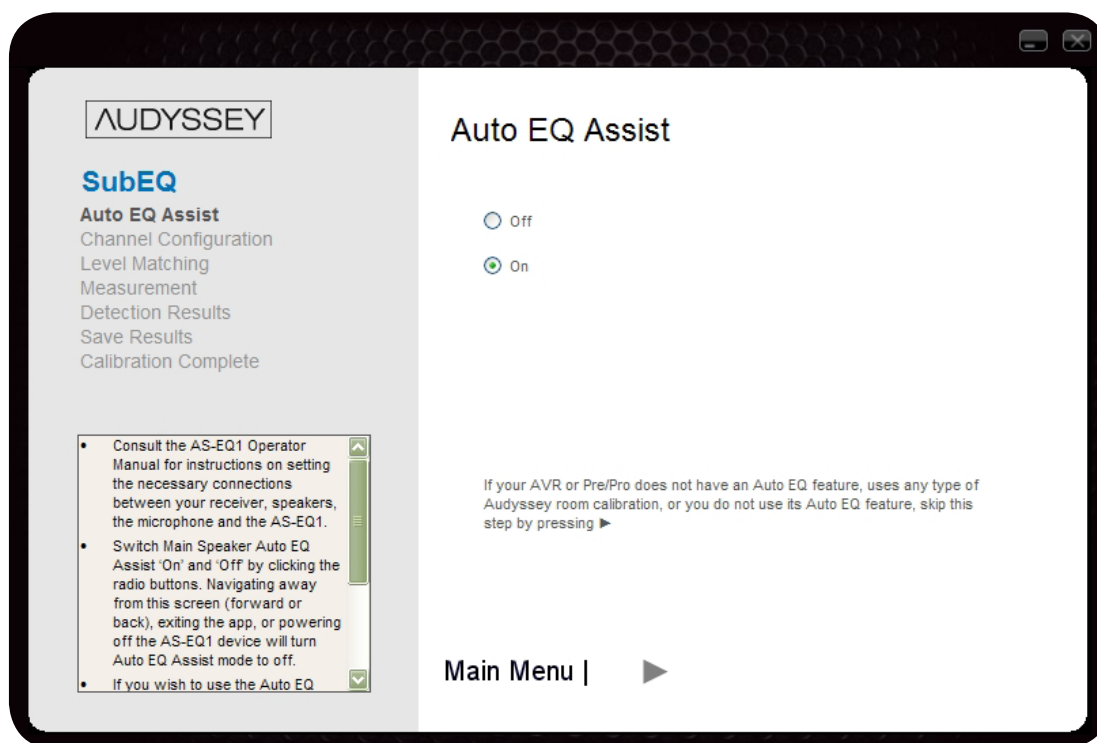 AUDYSSEY
SubEQ
Auto EQ Assist
Channel Configuration
Level Matching
Measurement
Detection Results
Save Results
Calibration Complete
• Consult the AS-EQ1 Operator
Manual for instructions on setting
the necessary connections
between your receiver, speakers,
the microphone and the AS-EQ1.
• Switch Main Speaker Auto EQ
Assist 'On' and 'Off' by clicking the
radio buttons. Navigating away
from this screen (forward or
back), exiting the app, or powering
off the AS-EQ1 device will turn
Auto EQ Assist mode to off.
• If you wish to use the Auto EQ
Auto EQ Assist
Off
On
If your AVR or Pre/Pro does not have an Auto EQ feature, uses any type of
Audyssey room calibration, or you do not use its Auto EQ feature, skip this
step by pressing ►
Main Menu | ►